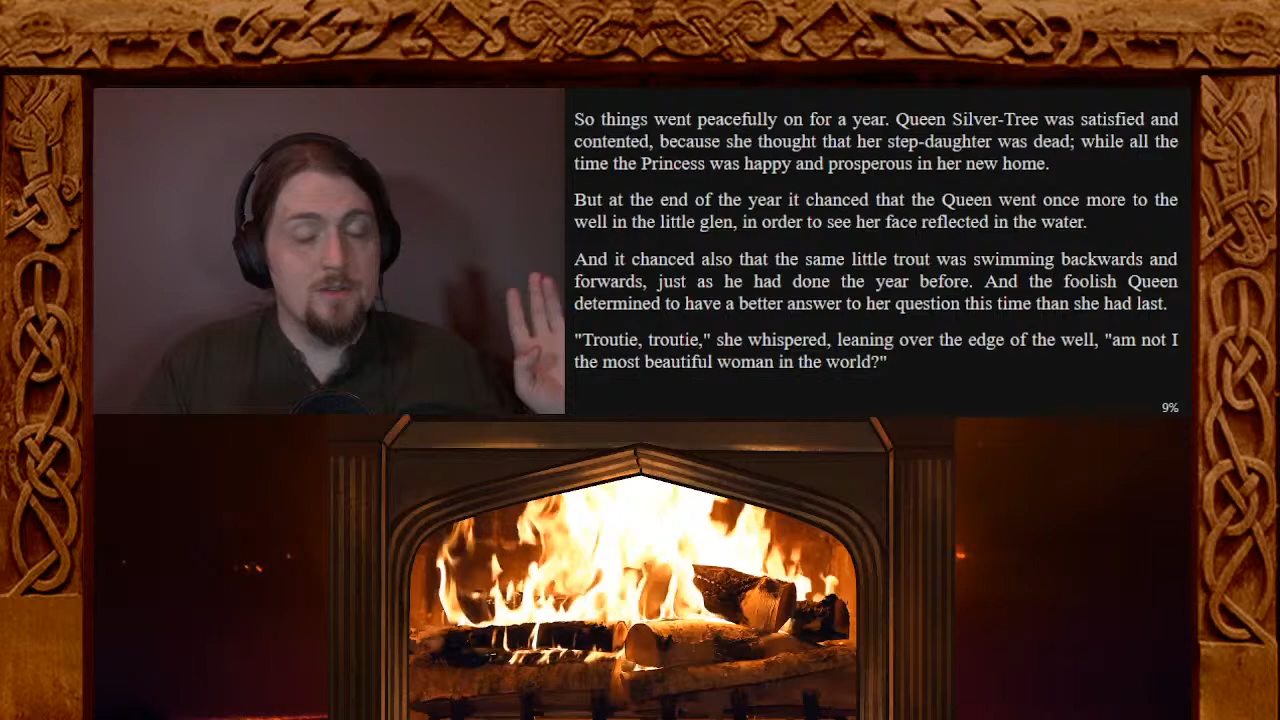 So things went peacefully on for a year. Queen Silver-Tree was satisfied and
contented, because she thought that her step-daughter was dead; while all the
time the Princess was happy and prosperous in her new home.
But at the end of the year it chanced that the Queen went once more to the
well in the little glen, in order to see her face reflected in the water.
And it chanced also that the same little trout was swimming backwards and
forwards, just as he had done the year before. And the foolish Queen
determined to have a better answer to her question this time than she had last.
"Troutie, troutie," she whispered, leaning over the edge of the well, "am not I
the most beautiful woman in the world?"
9%